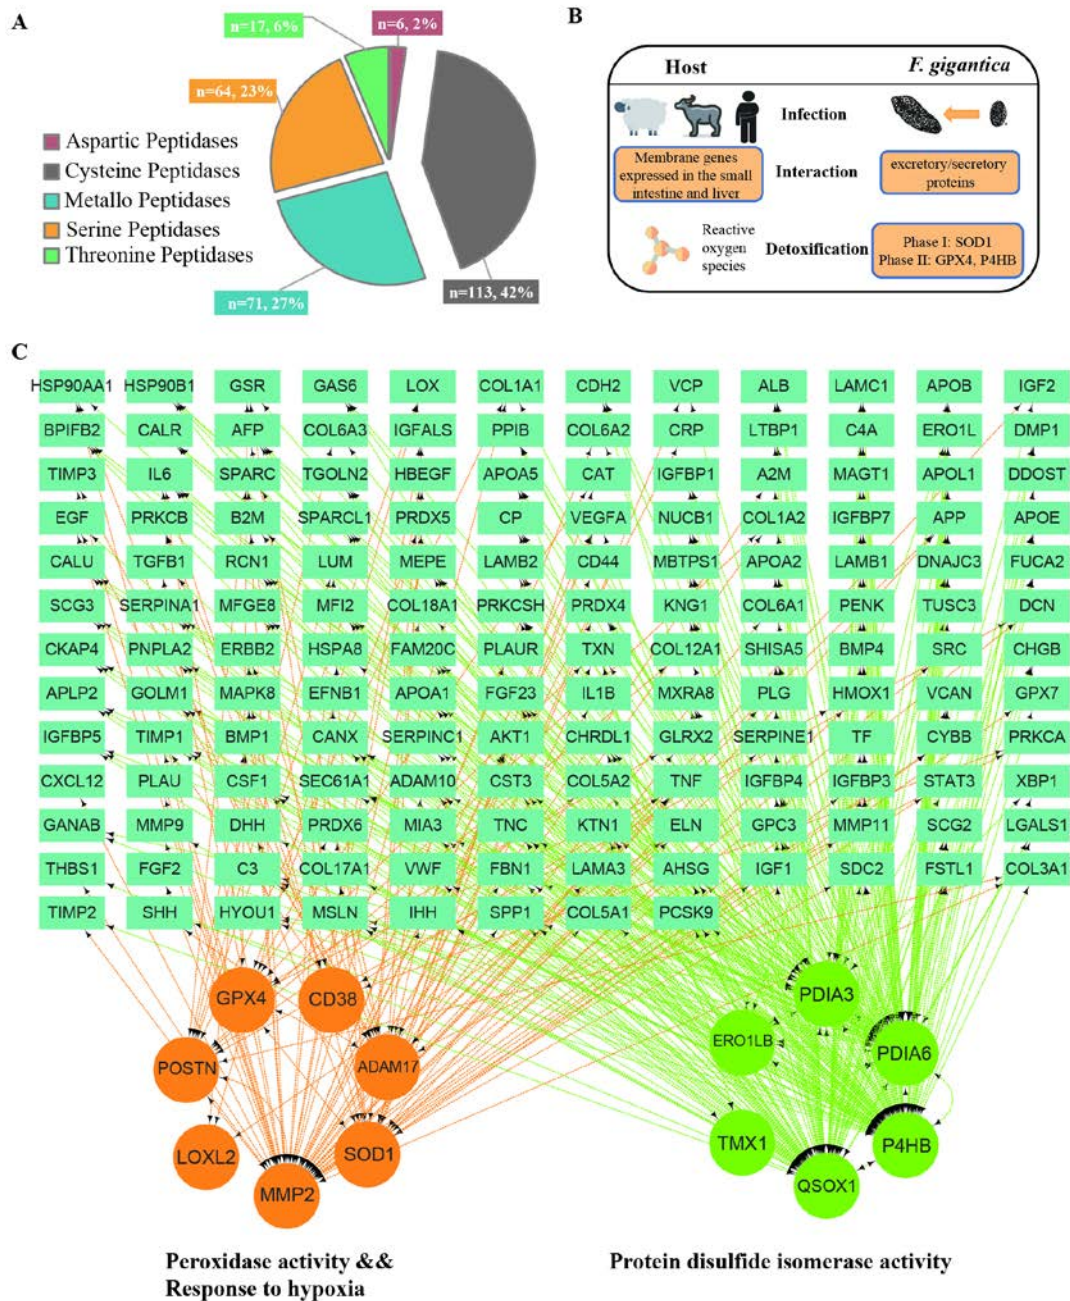 A
n=17, 6%
n=6, 2%
n=64, 23%
Aspartic Peptidases
Cysteine Peptidases
Metallo Peptidases
Serine Peptidases
Threonine Peptidases
n=71, 27%
n=113, 42%
B
Host F. gigantica
Infection
Membrane genes
expressed in the small
intestine and liver
Interaction
excretory/secretory
proteins
Reactive
oxygen
species
Detoxification
Phase I: SOD1
Phase II: GPX4, P4HB
C
HSP90AA1 HSP90B1 GSR GAS6 LOX COL1A1 CDH2 VCP ALB LAMC1 APOB IGF2
BPIFB2 CALR AFP COL6A3 IGFALS PPIB COL6A2 CRP LTBP1 C4A ERO1L DMP1
TIMP3 IL6 SPARC TGOLN2 HBEGF APOA5 CAT IGFBP1 A2M MAGT1 APOL1 DDOST
EGF PRKCB B2M SPARCL1 PRDX5 CP VEGFA NUCB1 COL1A2 IGFBP7 APP APOE
CALU TGFB1 RCN1 LUM MEPE LAMB2 CD44 MBTPS1 APOA2 LAMB1 DNAJC3 FUCA2
SCG3 SERPINA1 MFGE8 MFI2 COL18A1 PRKCSH PRDX4 KNG1 COL6A1 PENK TUSC3 DCN
CKAP4 PNPLA2 ERBB2 HSPA8 FAM20C PLAUR TXN COL12A1 SHISA5 BMP4 SRC CHGB
APLP2 GOLM1 MAPK8 EFNB1 APOA1 FGF23 IL1B MXRA8 PLG HMOX1 VCAN GPX7
IGFBP5 TIMP1 BMP1 CANX SERPINC1 AKT1 CHRDL1 GLRX2 SERPINE1 TF CYBB PRKCA
CXCL12 PLAU CSF1 SEC61A1 ADAM10 CST3 COL5A2 TNF IGFBP4 IGFBP3 STAT3 XBP1
GANAB MMP9 DHH PRDX6 MIA3 TNC KTN1 ELN GPC3 MMP11 SCG2 LGALS1
THBS1 FGF2 C3 COL17A1 VWF FBN1 LAMA3 AHSG IGF1 SDC2 FSTL1 COL3A1
TIMP2 SHH HYOU1 MSLN IHH SPP1 COL5A1 PCSK9
GPX4 CD38 PDIA3
POSTN ADAM17 ERO1LB PDIA6
LOXL2 SOD1 TMX1 P4HB
MMP2 QSOX1
Peroxidase activity &&
Response to hypoxia
Protein disulfide isomerase activity